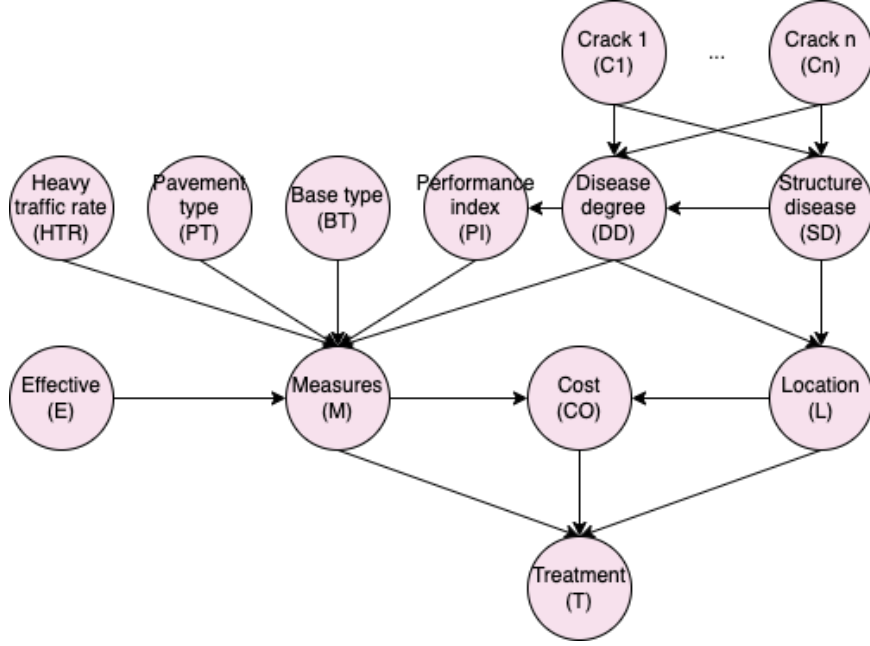 Crack 1
(C1)
...
Crack n
(Cn)
Heavy
traffic rate
(HTR)
Pavement
type
(PT)
Base type
(BT)
Performance
index
(PI)
Disease
degree
(DD)
Structure
disease
(SD)
Effective
(E)
Measures
(M)
Cost
(CO)
Location
(L)
Treatment
(T)